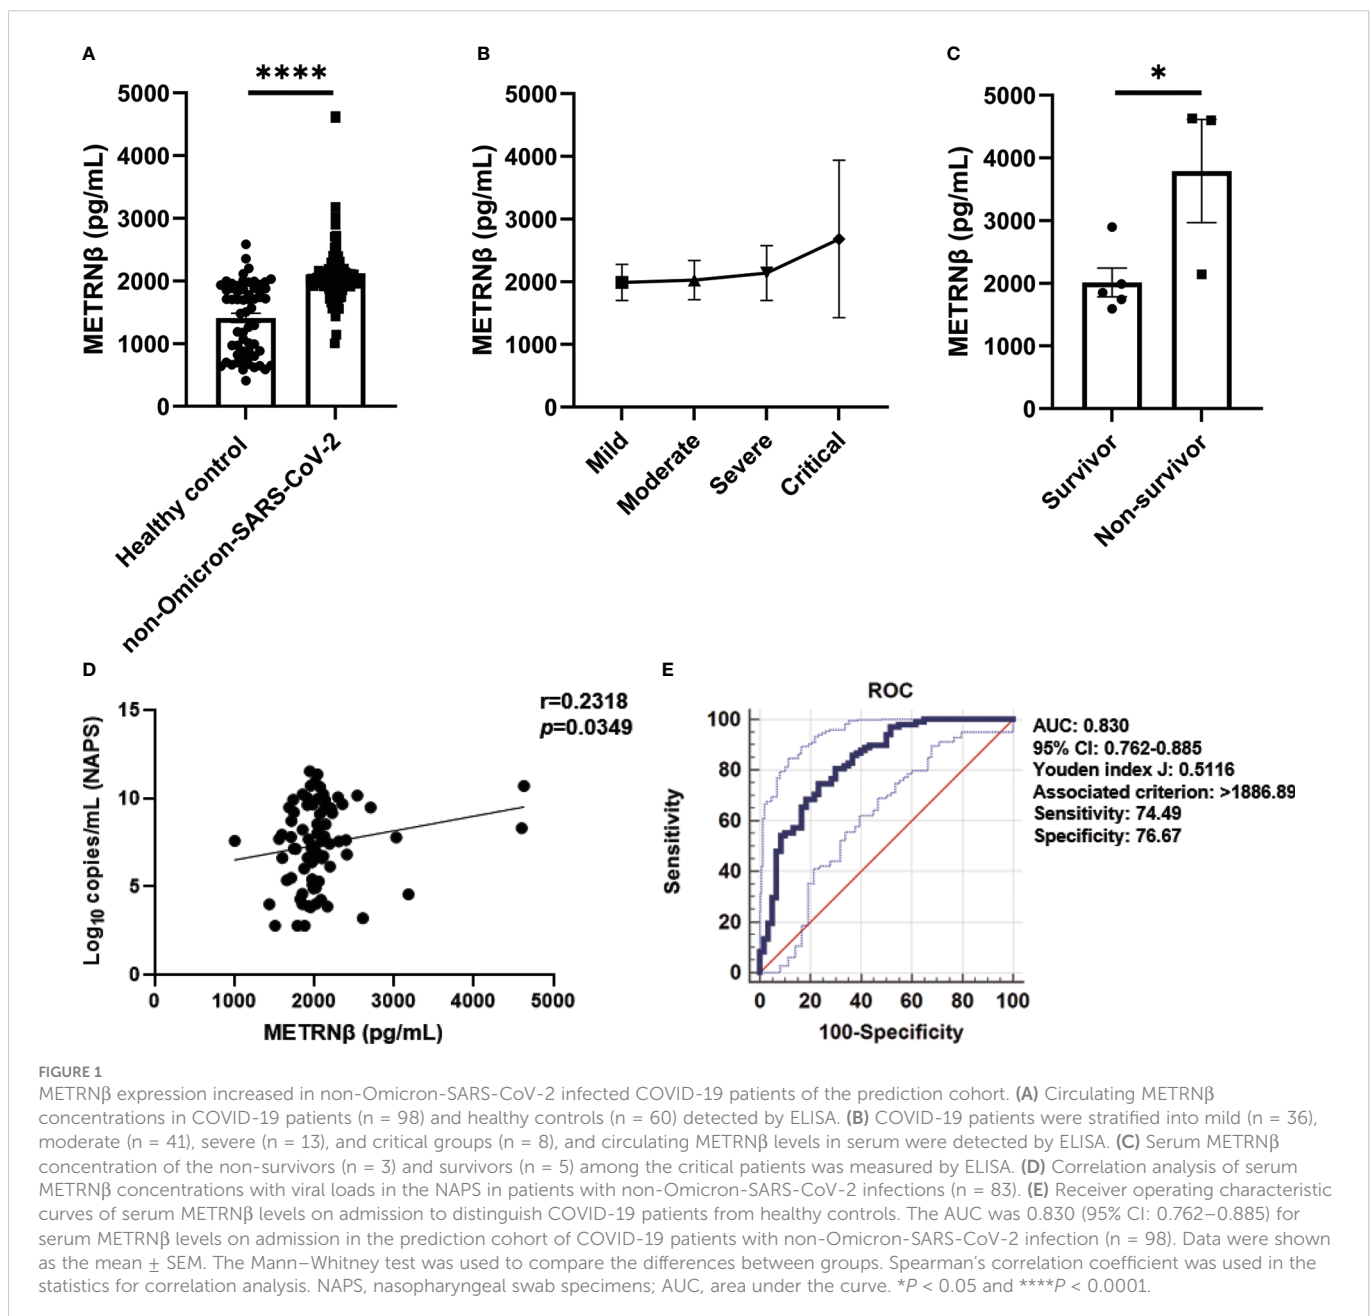 A
****
METRNβ (pg/mL)
5000
4000
3000
2000
1000
0
Healthy control
non-Omicron-SARS-CoV-2
B
METRNβ (pg/mL)
5000
4000
3000
2000
1000
0
Mild
Moderate
Severe
Critical
C
*
METRNβ (pg/mL)
5000
4000
3000
2000
1000
0
Survivor
Non-survivor
D
r=0.2318
p=0.0349
Log10 copies/mL (NAPS)
15
10
5
0
0 1000 2000 3000 4000 5000
METRNβ (pg/mL)
E
ROC
Sensitivity
100
80
60
40
20
0
0 20 40 60 80 100
100-Specificity
AUC: 0.830
95% CI: 0.762-0.885
Youden index J: 0.5116
Associated criterion: >1886.89
Sensitivity: 74.49
Specificity: 76.67
FIGURE 1
METRNβ expression increased in non-Omicron-SARS-CoV-2 infected COVID-19 patients of the prediction cohort. (A) Circulating METRNβ
concentrations in COVID-19 patients (n = 98) and healthy controls (n = 60) detected by ELISA. (B) COVID-19 patients were stratified into mild (n = 36),
moderate (n = 41), severe (n = 13), and critical groups (n = 8), and circulating METRNβ levels in serum were detected by ELISA. (C) Serum METRNβ
concentration of the non-survivors (n = 3) and survivors (n = 5) among the critical patients was measured by ELISA. (D) Correlation analysis of serum
METRNβ concentrations with viral loads in the NAPS in patients with non-Omicron-SARS-CoV-2 infections (n = 83). (E) Receiver operating characteristic
curves of serum METRNβ levels on admission to distinguish COVID-19 patients from healthy controls. The AUC was 0.830 (95% CI: 0.762–0.885) for
serum METRNβ levels on admission in the prediction cohort of COVID-19 patients with non-Omicron-SARS-CoV-2 infection (n = 98). Data were shown
as the mean ± SEM. The Mann–Whitney test was used to compare the differences between groups. Spearman's correlation coefficient was used in the
statistics for correlation analysis. NAPS, nasopharyngeal swab specimens; AUC, area under the curve. *P < 0.05 and ****P < 0.0001.